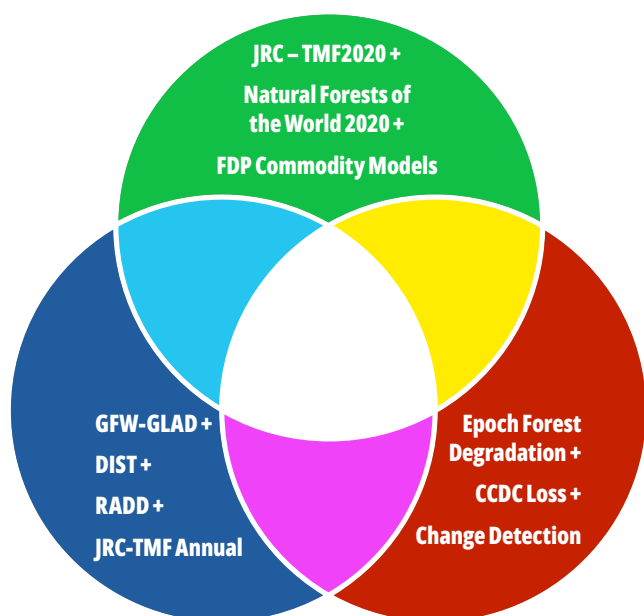 JRC – TMF2020 +
Natural Forests of
the World 2020 +
FDP Commodity Models
GFW-GLAD +
DIST +
RADD +
JRC-TMF Annual
Epoch Forest
Degradation +
CCDC Loss +
Change Detection